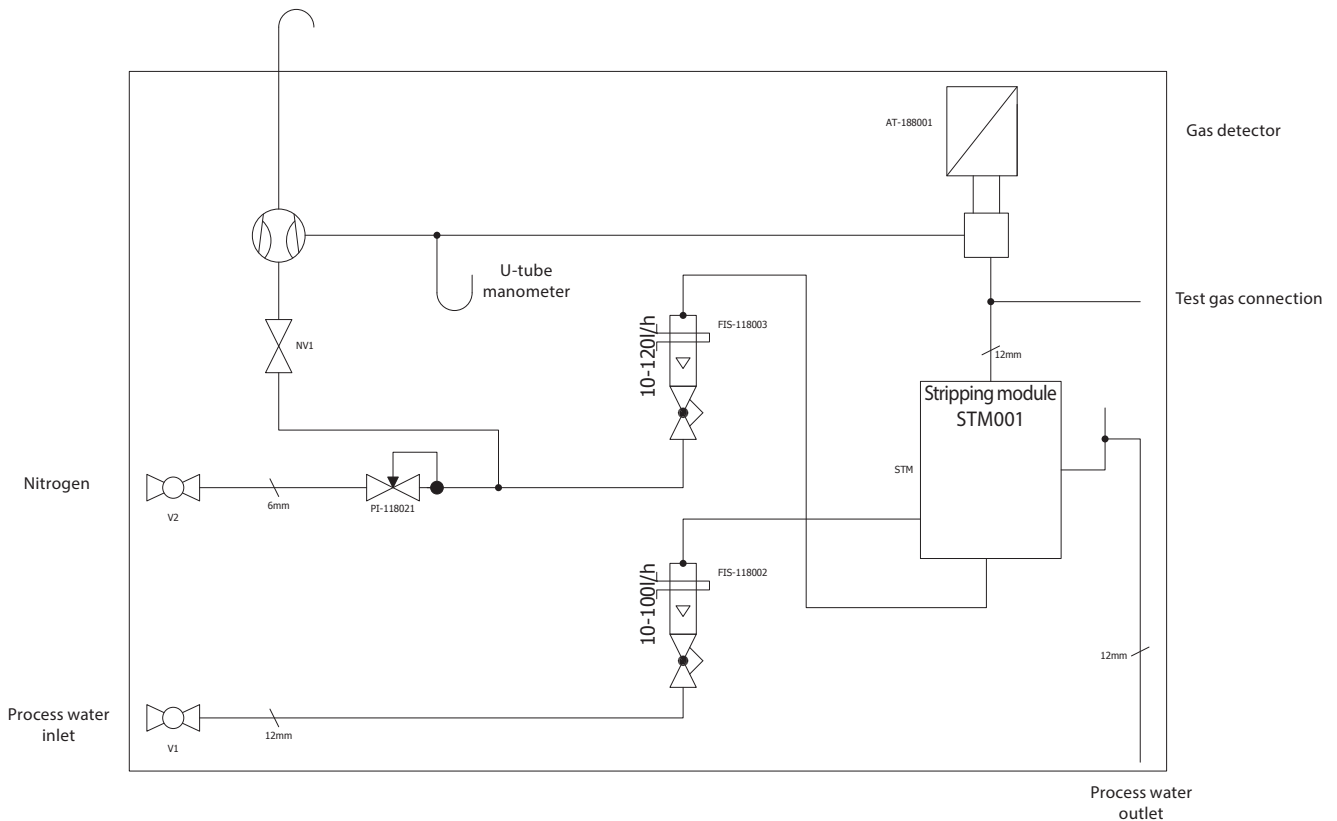 AT-188001
Gas detector
U-tube
manometer
Test gas connection
10-120l/h
FIS-118003
NV1
12mm
Stripping module
STM001
STM
Nitrogen
V2
6mm
PI-118021
10-100l/h
FIS-118002
12mm
Process water
inlet
V1
12mm
Process water
outlet